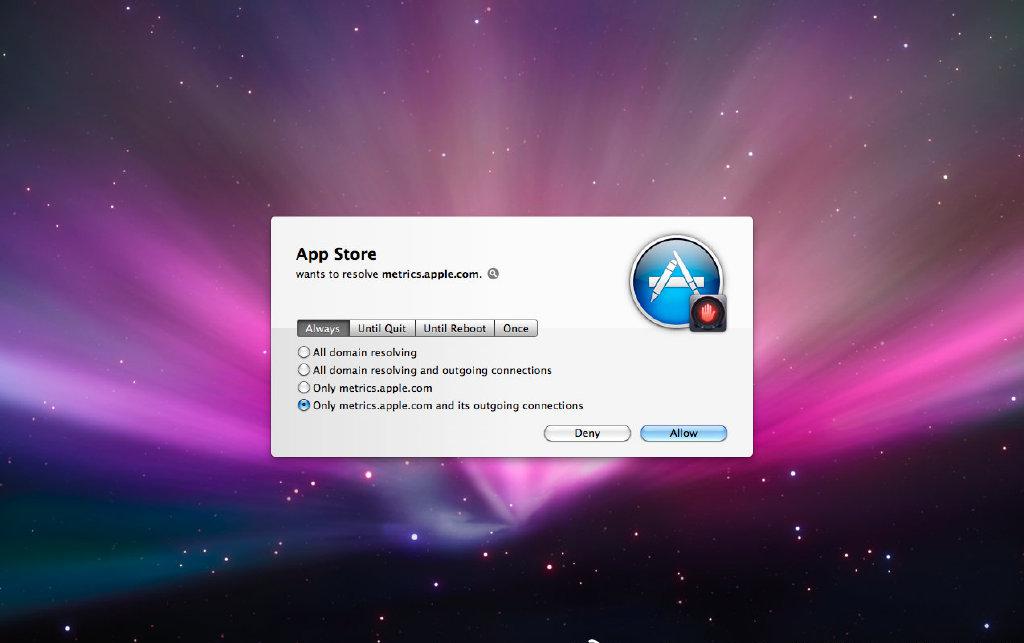 App Store
wants to resolve metrics.apple.com.
Always Until Quit Until Reboot Once
All domain resolving
All domain resolving and outgoing connections
Only metrics.apple.com
Only metrics.apple.com and its outgoing connections
Deny Allow